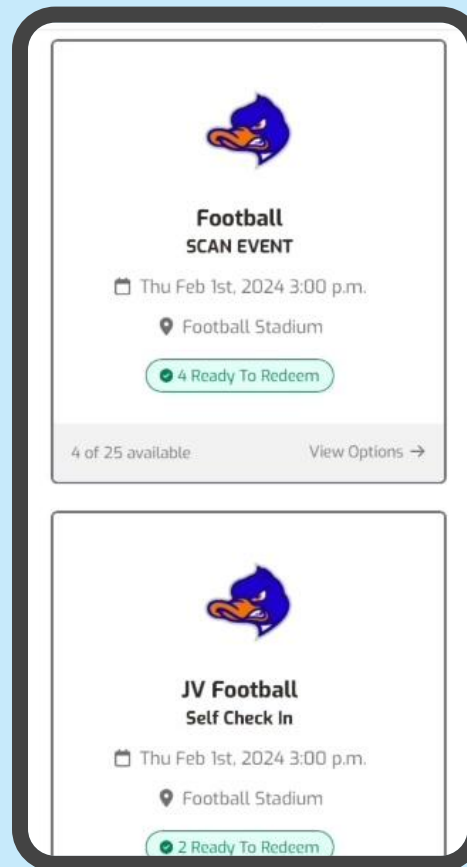 Football
SCAN EVENT
Thu Feb 1st, 2024 3:00 p.m.
Football Stadium
4 Ready To Redeem
4 of 25 available View Options →
JV Football
Self Check In
Thu Feb 1st, 2024 3:00 p.m.
Football Stadium
2 Ready To Redeem